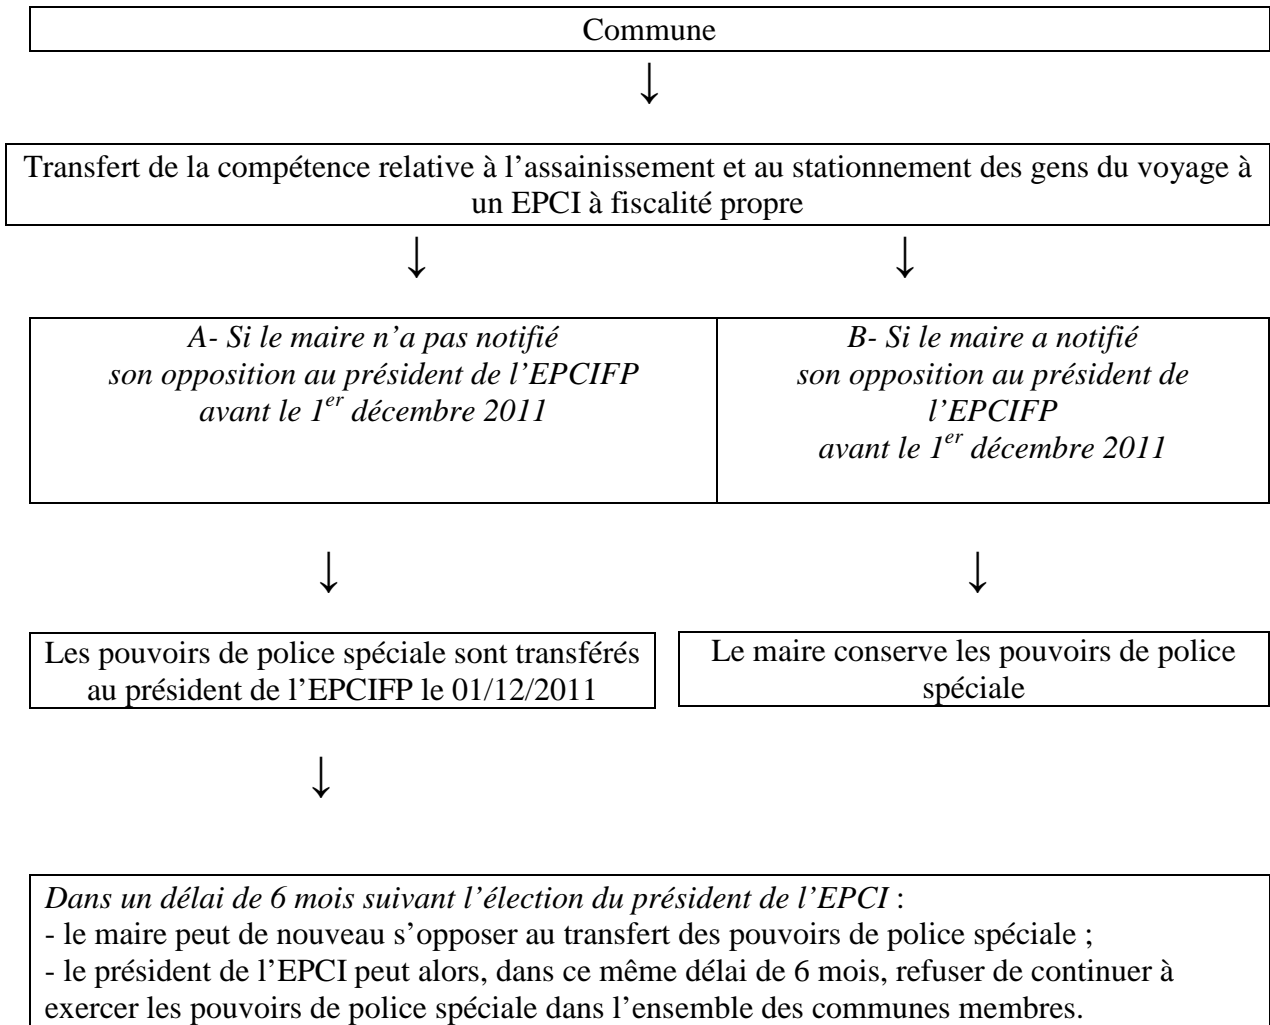 Commune
↓
Transfert de la compétence relative à l’assainissement et au stationnement des gens du voyage à
un EPCI à fiscalité propre
↓ ↓
A- Si le maire n’a pas notifié
son opposition au président de l’EPCIFP
avant le 1er décembre 2011
B- Si le maire a notifié
son opposition au président de
l’EPCIFP
avant le 1er décembre 2011
↓ ↓
Les pouvoirs de police spéciale sont transférés
au président de l’EPCIFP le 01/12/2011
Le maire conserve les pouvoirs de police
spéciale
↓
Dans un délai de 6 mois suivant l’élection du président de l’EPCI :
- le maire peut de nouveau s’opposer au transfert des pouvoirs de police spéciale ;
- le président de l’EPCI peut alors, dans ce même délai de 6 mois, refuser de continuer à
exercer les pouvoirs de police spéciale dans l’ensemble des communes membres.